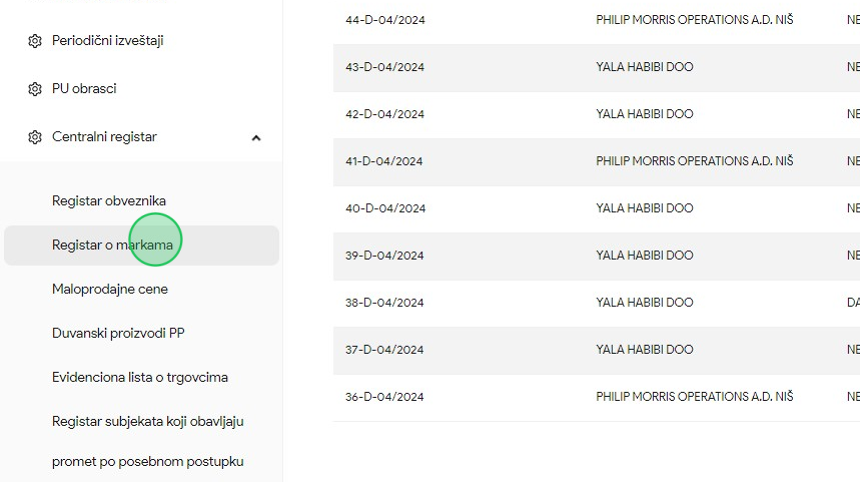 Periodični izveštaji
PU obrasci
Centralni registar
Registar obveznika
Registar o markama
Maloprodajne cene
Duvanski proizvodi PP
Evidenciona lista o trgovcima
Registar subjekata koji obavljaju
promet po posebnom postupku
44-D-04/2024 PHILIP MORRIS OPERATIONS A.D. NIŠ NE
43-D-04/2024 YALA HABIBI DOO NE
42-D-04/2024 YALA HABIBI DOO NE
41-D-04/2024 PHILIP MORRIS OPERATIONS A.D. NIŠ NE
40-D-04/2024 YALA HABIBI DOO NE
39-D-04/2024 YALA HABIBI DOO NE
38-D-04/2024 YALA HABIBI DOO DA
37-D-04/2024 YALA HABIBI DOO NE
36-D-04/2024 PHILIP MORRIS OPERATIONS A.D. NIŠ NE